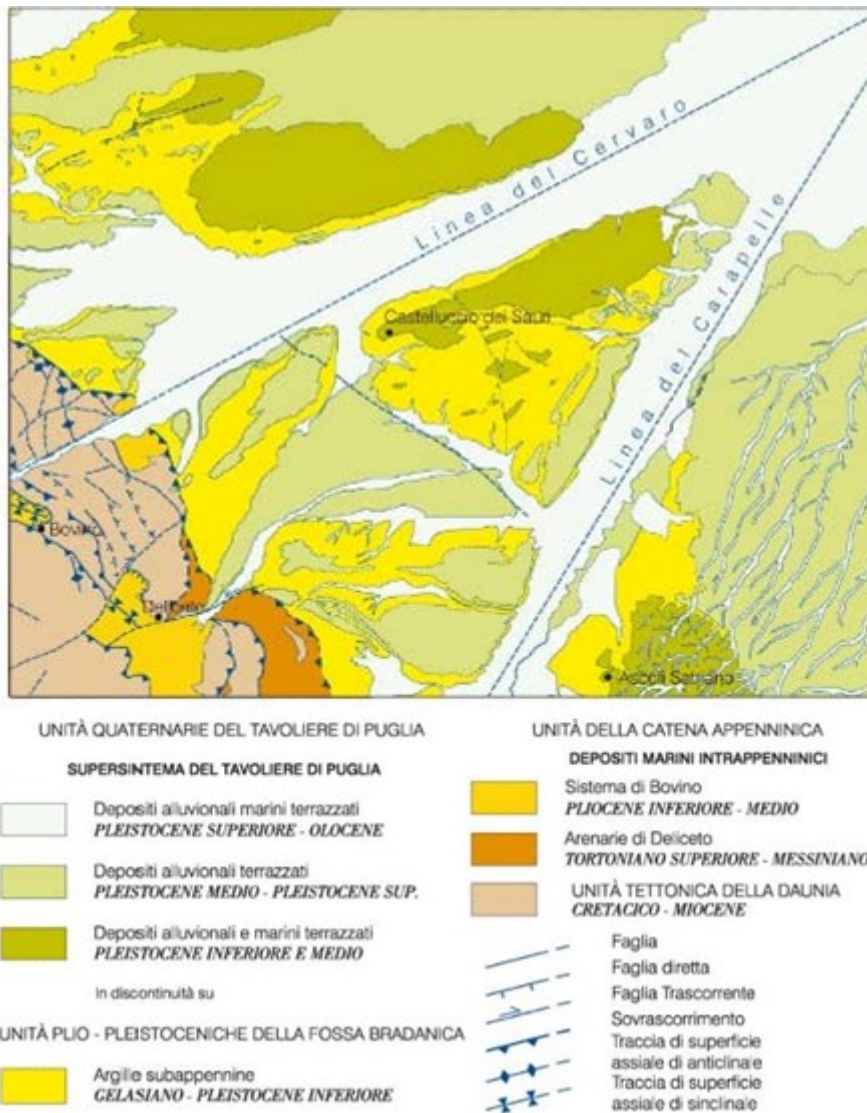 Linea del Cervaro
Linea del Carapelle
Castelluccio dei Sauri
Bovino
Deliceto
Ascoli Satriano
UNITÀ QUATERNARIE DEL TAVOLIERE DI PUGLIA
SUPERSINTEMA DEL TAVOLIERE DI PUGLIA
Depositi alluvionali marini terrazzati
PLEISTOCENE SUPERIORE - OLOCENE
Depositi alluvionali terrazzati
PLEISTOCENE MEDIO - PLEISTOCENE SUP.
Depositi alluvionali e marini terrazzati
PLEISTOCENE INFERIORE E MEDIO
In discontinuità su
UNITÀ PLIO - PLEISTOCENICHE DELLA FOSSA BRADANICA
Argille subappennine
GELASIANO - PLEISTOCENE INFERIORE
UNITÀ DELLA CATENA APPENNINICA
DEPOSITI MARINI INTRAPPENNINICI
Sistema di Bovino
PLIOCENE INFERIORE - MEDIO
Arenarie di Deliceto
TORTONIANO SUPERIORE - MESSINIANO
UNITÀ TETTONICA DELLA DAUNIA
CRETACICO - MIOCENE
Faglia
Faglia diretta
Faglia Trascorrente
Sovrascorrimento
Traccia di superficie
assiale di anticlinale
Traccia di superficie
assiale di sinclinale